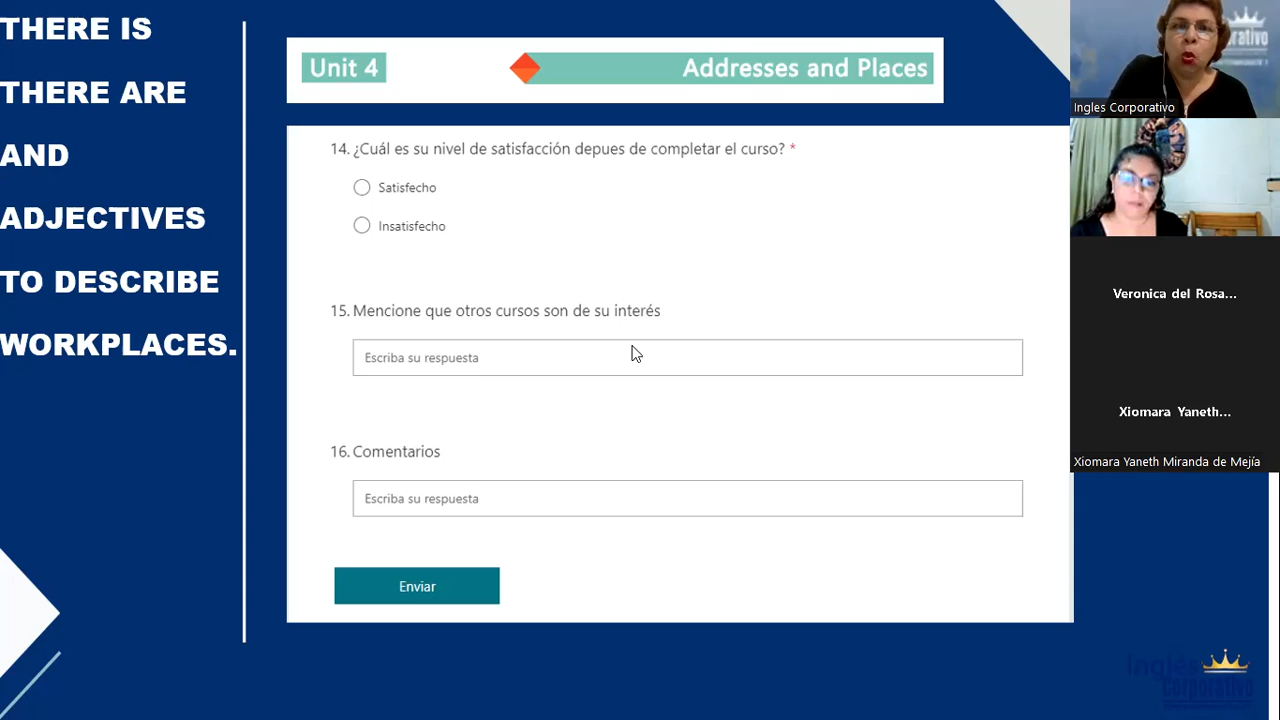 THERE IS
THERE ARE
AND
ADJECTIVES
TO DESCRIBE
WORKPLACES.
Unit 4
Addresses and Places
14. ¿Cuál es su nivel de satisfacción depues de completar el curso? *
Satisfecho
Insatisfecho
15. Mencione que otros cursos son de su interés
Escriba su respuesta
16. Comentarios
Escriba su respuesta
Enviar
Ingles Corporativo
Veronica del Rosa...
Xiomara Yaneth...
Xiomara Yaneth Miranda de Mejía
Inglés
Corporativo